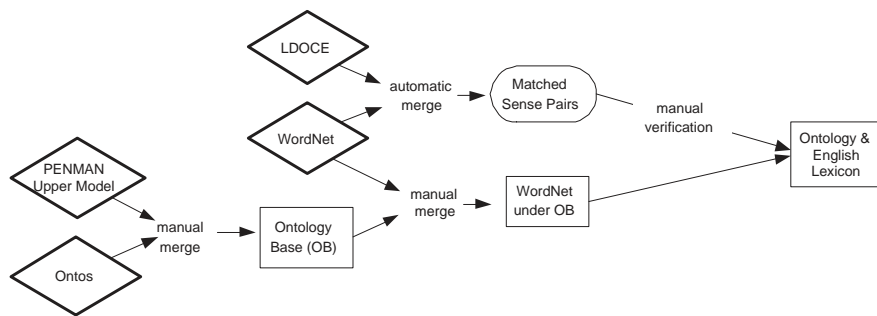 LDOCE
automatic
merge
Matched
Sense Pairs
manual
verification
WordNet
Ontology &
English
Lexicon
PENMAN
Upper Model
manual
merge
WordNet
under OB
manual
merge
Ontology
Base (OB)
Ontos